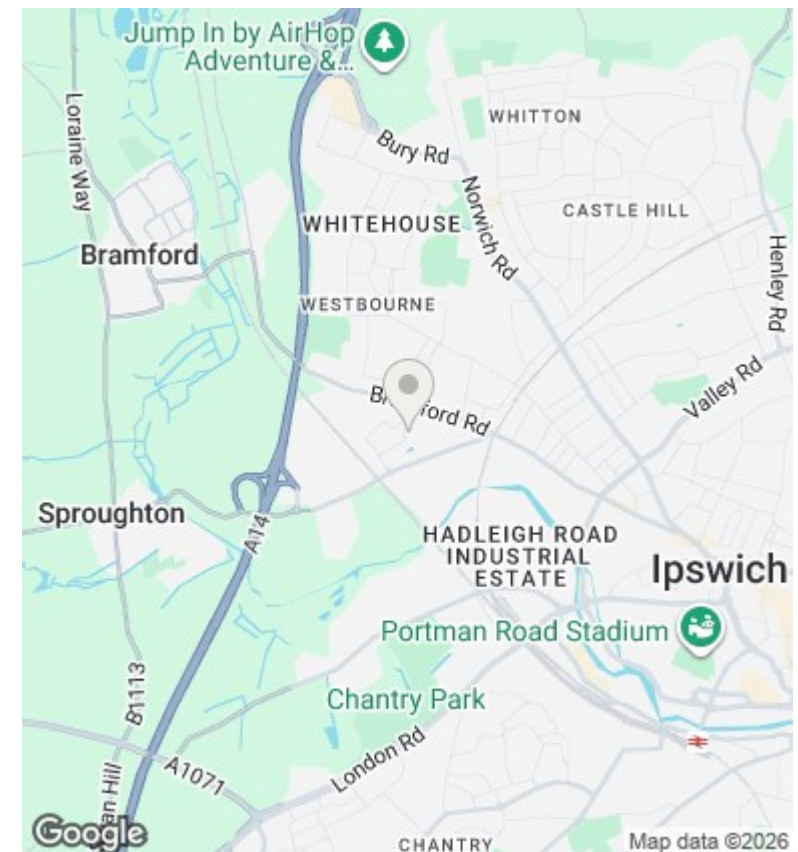 Jump In by AirHop
Adventure &...
WHITTON
Bury Rd
Loraine Way
Norwich Rd
CASTLE HILL
WHITEHOUSE
Bramford
Henley Rd
WESTBOURNE
Valley Rd
Sproughton
A14
HADLEIGH ROAD
INDUSTRIAL
ESTATE
Ipswich
Portman Road Stadium
B1113
Chantry Park
London Rd
A1071
Hill
Google
CHANTRY
Map data ©2026